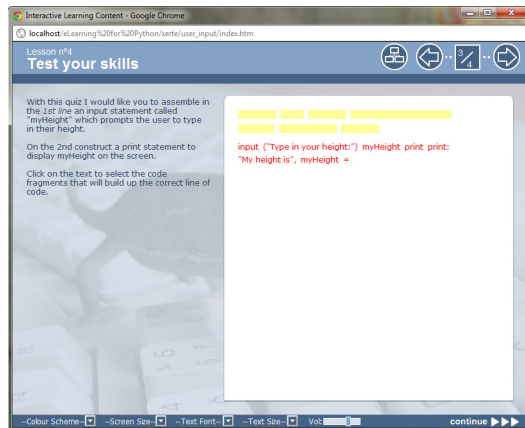 Interactive Learning Content - Google Chrome
localhost/eLearning%20for%20Python/xerte/user_input/index.htm
Lesson nº4
Test your skills
3/4
With this quiz I would like you to assemble in
the 1st line an input statement called
"myHeight" which prompts the user to type
in their height.
On the 2nd construct a print statement to
display myHeight on the screen.
Click on the text to select the code
fragments that will build up the correct line of
code.
input ("Type in your height:") myHeight print print:
"My height is", myHeight =
--Colour Scheme-- --Screen Size-- --Text Font-- --Text Size-- Vol: continue